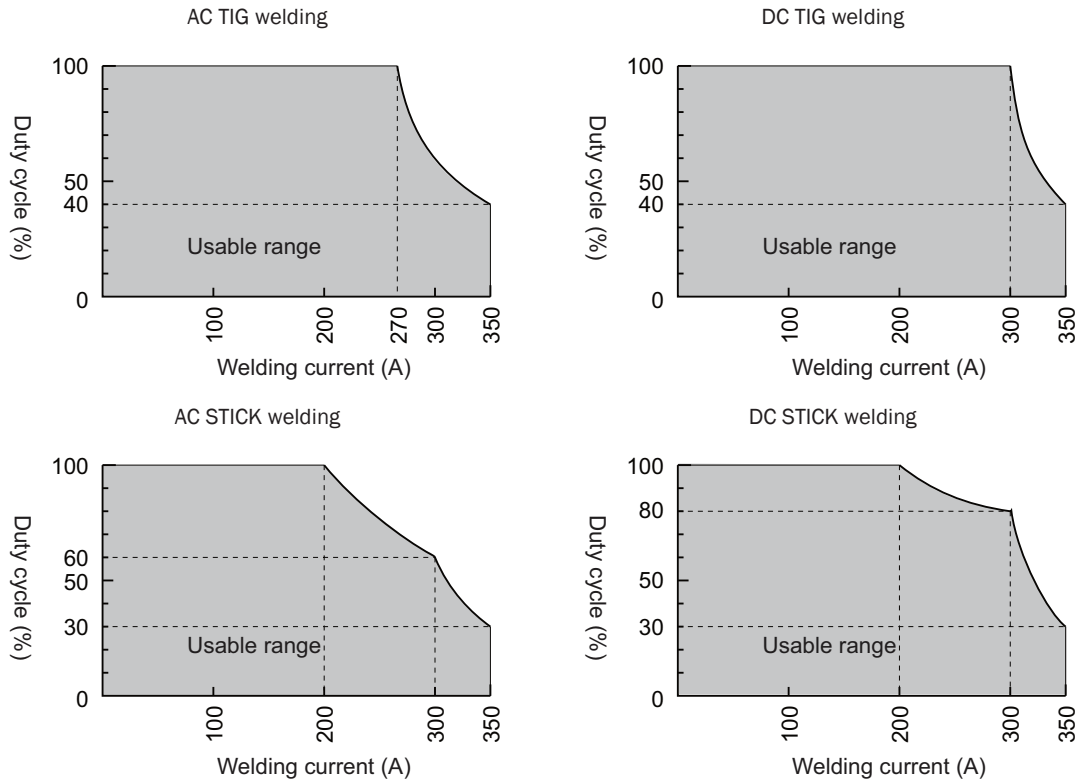 AC TIG welding
100
50
40
0
Duty cycle (%)
Usable range
100
200
270
300
350
Welding current (A)
DC TIG welding
100
50
40
0
Duty cycle (%)
Usable range
100
200
300
350
Welding current (A)
AC STICK welding
100
60
50
30
0
Duty cycle (%)
Usable range
100
200
300
350
Welding current (A)
DC STICK welding
100
80
50
30
0
Duty cycle (%)
Usable range
100
200
300
350
Welding current (A)